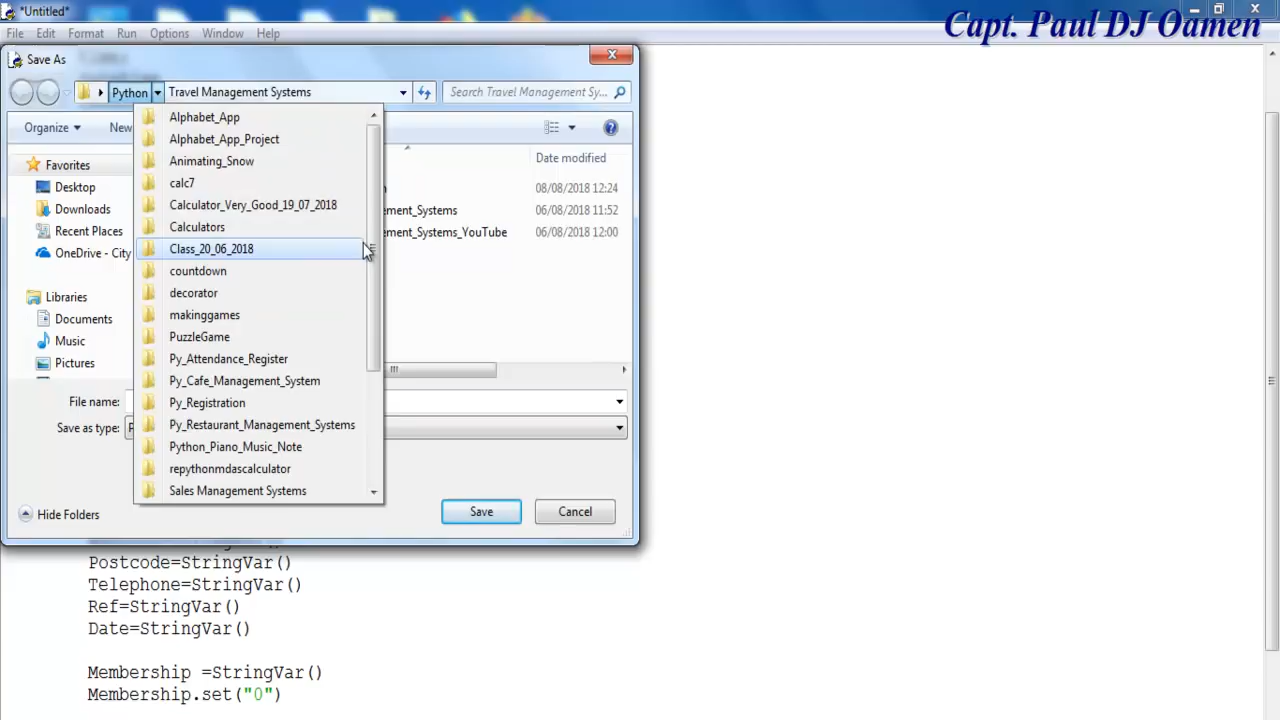 *Untitled*
File Edit Format Run Options Window Help
Capt. Paul DJ Oamen
Save As
Python Travel Management Systems
Search Travel Management Sy...
Organize New
Date modified
Favorites
Desktop
Downloads
Recent Places
OneDrive - City
Libraries
Documents
Music
Pictures
Alphabet_App
Alphabet_App_Project
Animating_Snow
calc7
Calculator_Very_Good_19_07_2018
Calculators
Class_20_06_2018
countdown
decorator
makinggames
PuzzleGame
Py_Attendance_Register
Py_Cafe_Management_System
Py_Registration
Py_Restaurant_Management_Systems
Python_Piano_Music_Note
repythonmdascalculator
Sales Management Systems
08/08/2018 12:24
ement_Systems 06/08/2018 11:52
ement_Systems_YouTube 06/08/2018 12:00
File name:
Save as type:
Hide Folders
Save Cancel
Postcode=StringVar()
Telephone=StringVar()
Ref=StringVar()
Date=StringVar()
Membership =StringVar()
Membership.set("0")